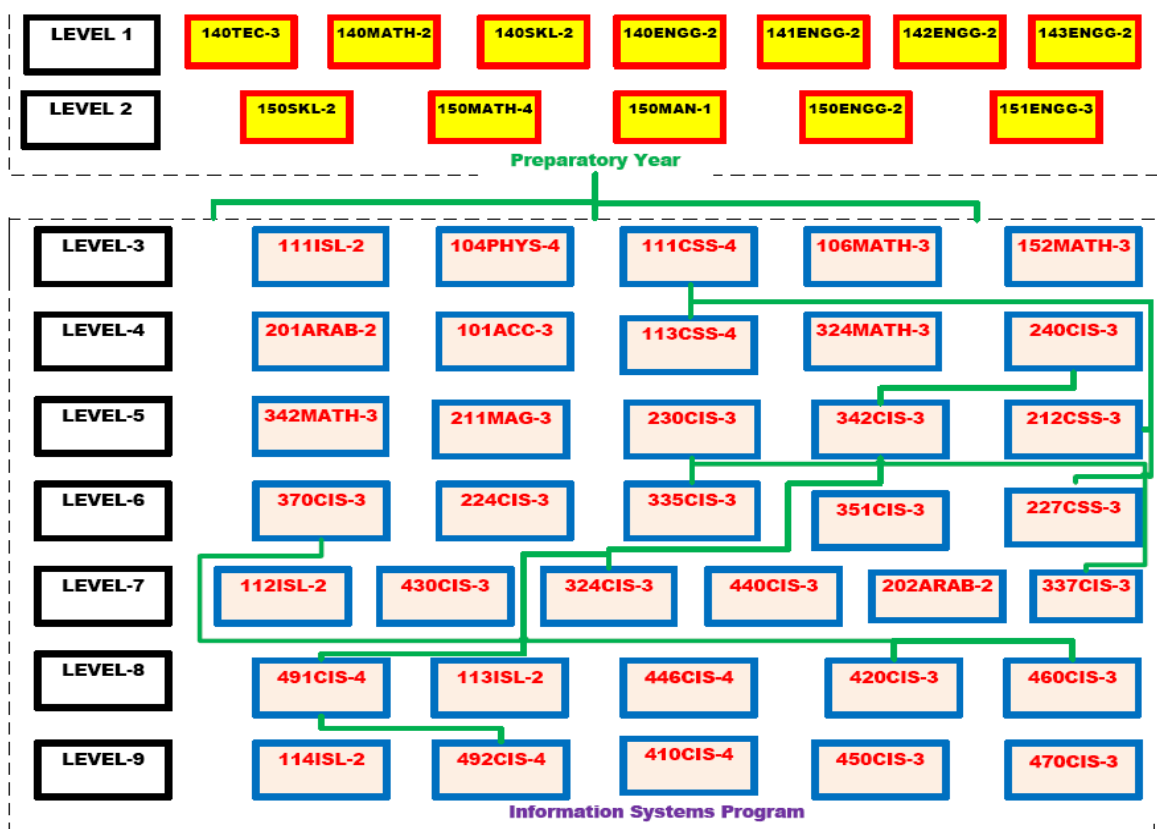 LEVEL 1 140TEC-3 140MATH-2 140SKL-2 140ENGG-2 141ENGG-2 142ENGG-2 143ENGG-2
LEVEL 2 150SKL-2 150MATH-4 150MAN-1 150ENGG-2 151ENGG-3
Preparatory Year
LEVEL-3 111ISL-2 104PHYS-4 111CSS-4 106MATH-3 152MATH-3
LEVEL-4 201ARAB-2 101ACC-3 113CSS-4 324MATH-3 240CIS-3
LEVEL-5 342MATH-3 211MAG-3 230CIS-3 342CIS-3 212CSS-3
LEVEL-6 370CIS-3 224CIS-3 335CIS-3 351CIS-3 227CSS-3
LEVEL-7 112ISL-2 430CIS-3 324CIS-3 440CIS-3 202ARAB-2 337CIS-3
LEVEL-8 491CIS-4 113ISL-2 446CIS-4 420CIS-3 460CIS-3
LEVEL-9 114ISL-2 492CIS-4 410CIS-4 450CIS-3 470CIS-3
Information Systems Program